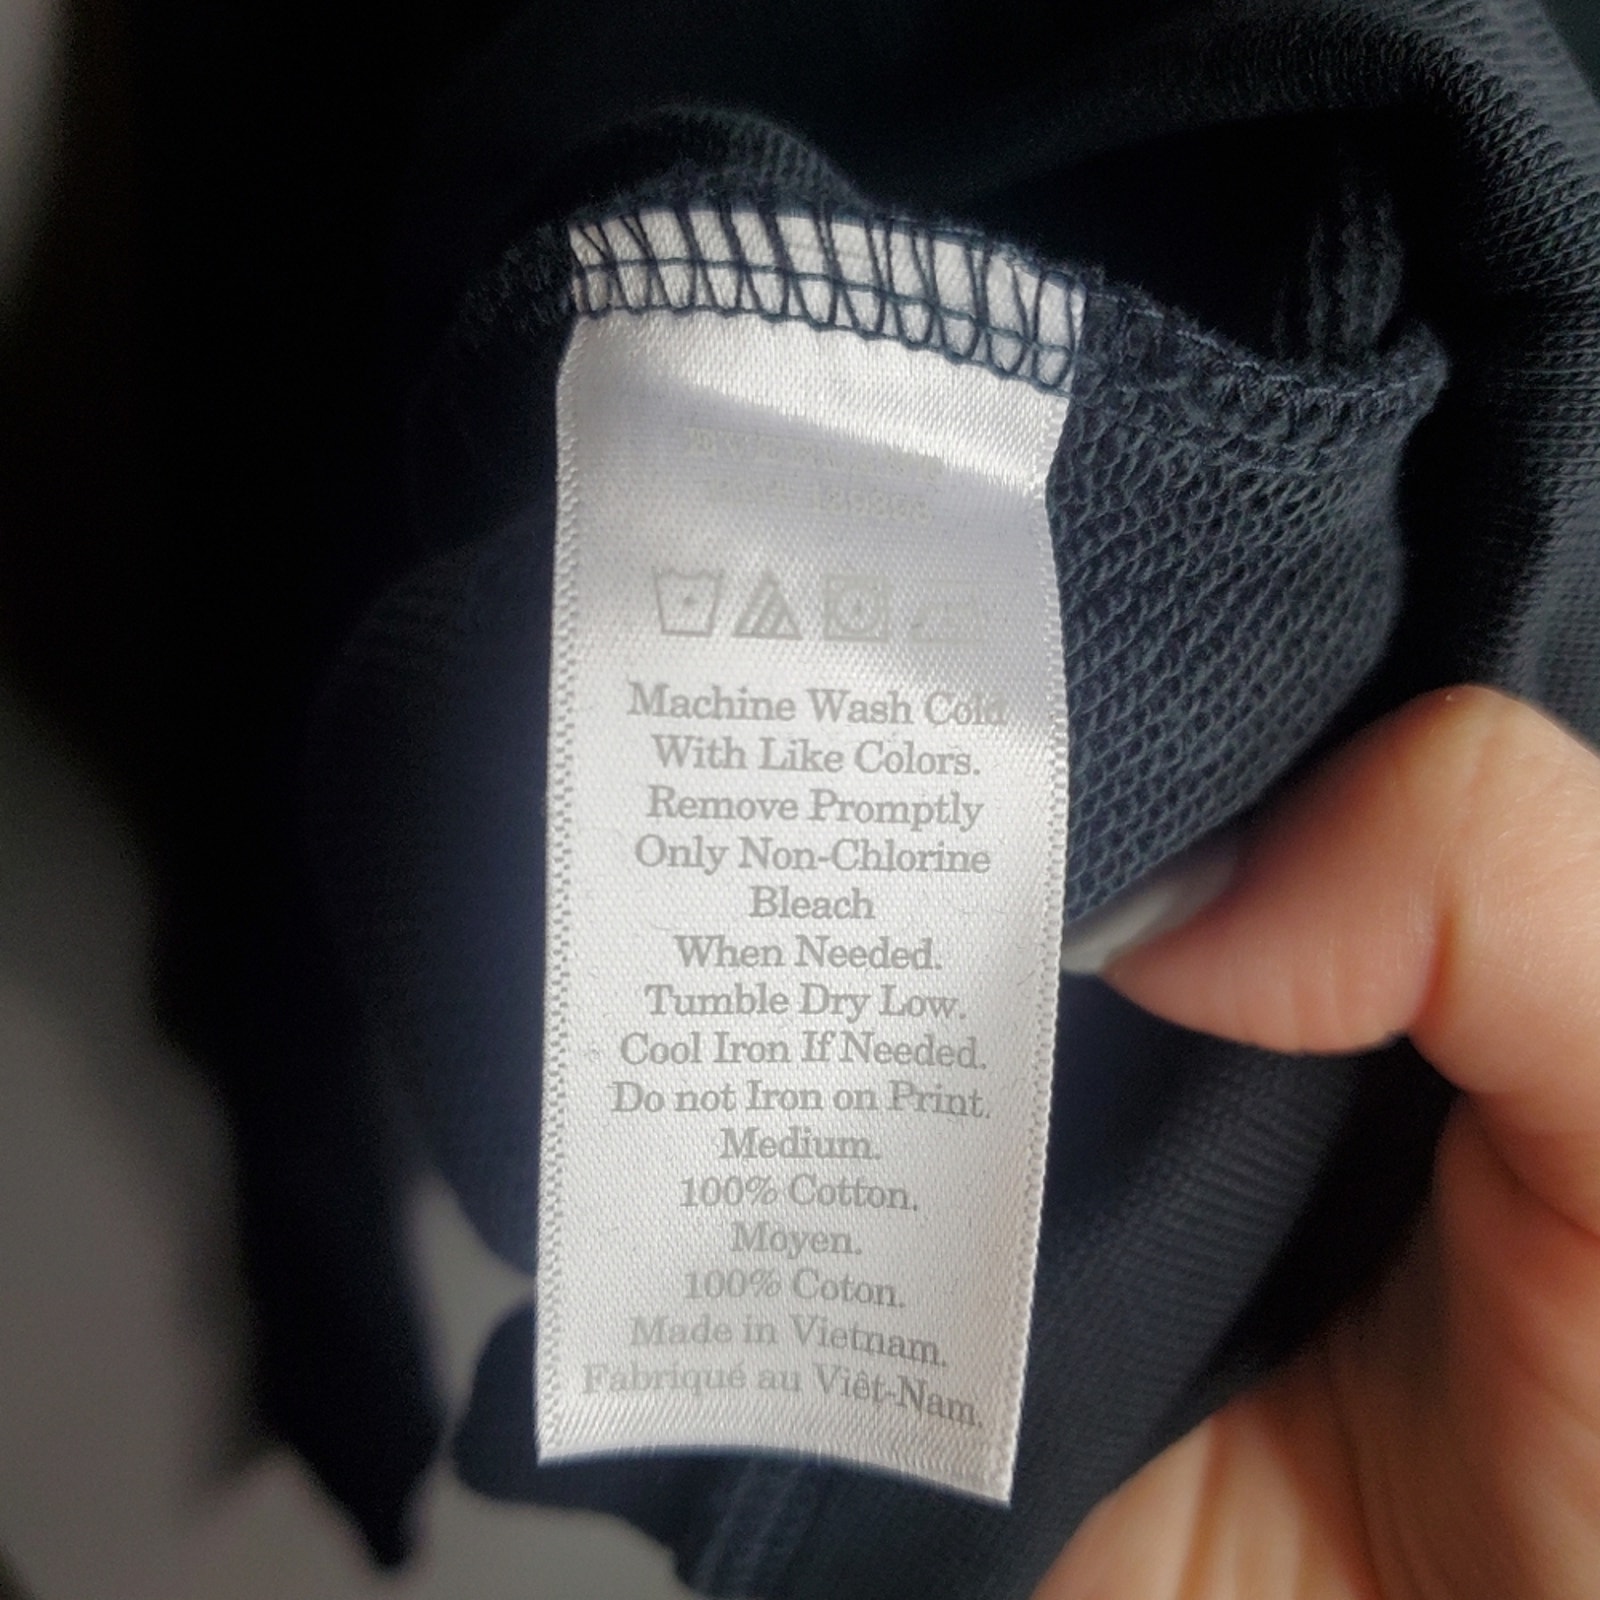 Machine Wash Cold
With Like Colors.
Remove Promptly
Only Non-Chlorine
Bleach
When Needed.
Tumble Dry Low.
Cool Iron If Needed.
Do not Iron on Print.
Medium.
100% Cotton.
Moyen.
100% Coton.
Made in Vietnam.
Fabriqué au Viêt-Nam.